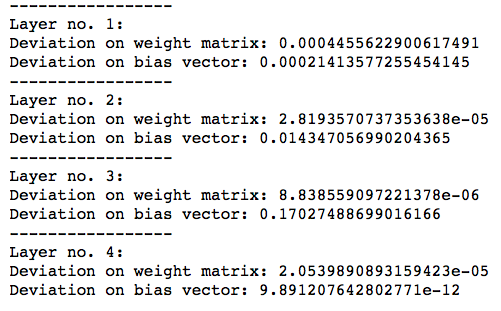 -----------------
Layer no. 1:
Deviation on weight matrix: 0.0004455622900617491
Deviation on bias vector: 0.00021413577255454145
-----------------
Layer no. 2:
Deviation on weight matrix: 2.8193570737353638e-05
Deviation on bias vector: 0.014347056990204365
-----------------
Layer no. 3:
Deviation on weight matrix: 8.838559097221378e-06
Deviation on bias vector: 0.17027488699016166
-----------------
Layer no. 4:
Deviation on weight matrix: 2.0539890893159423e-05
Deviation on bias vector: 9.891207642802771e-12